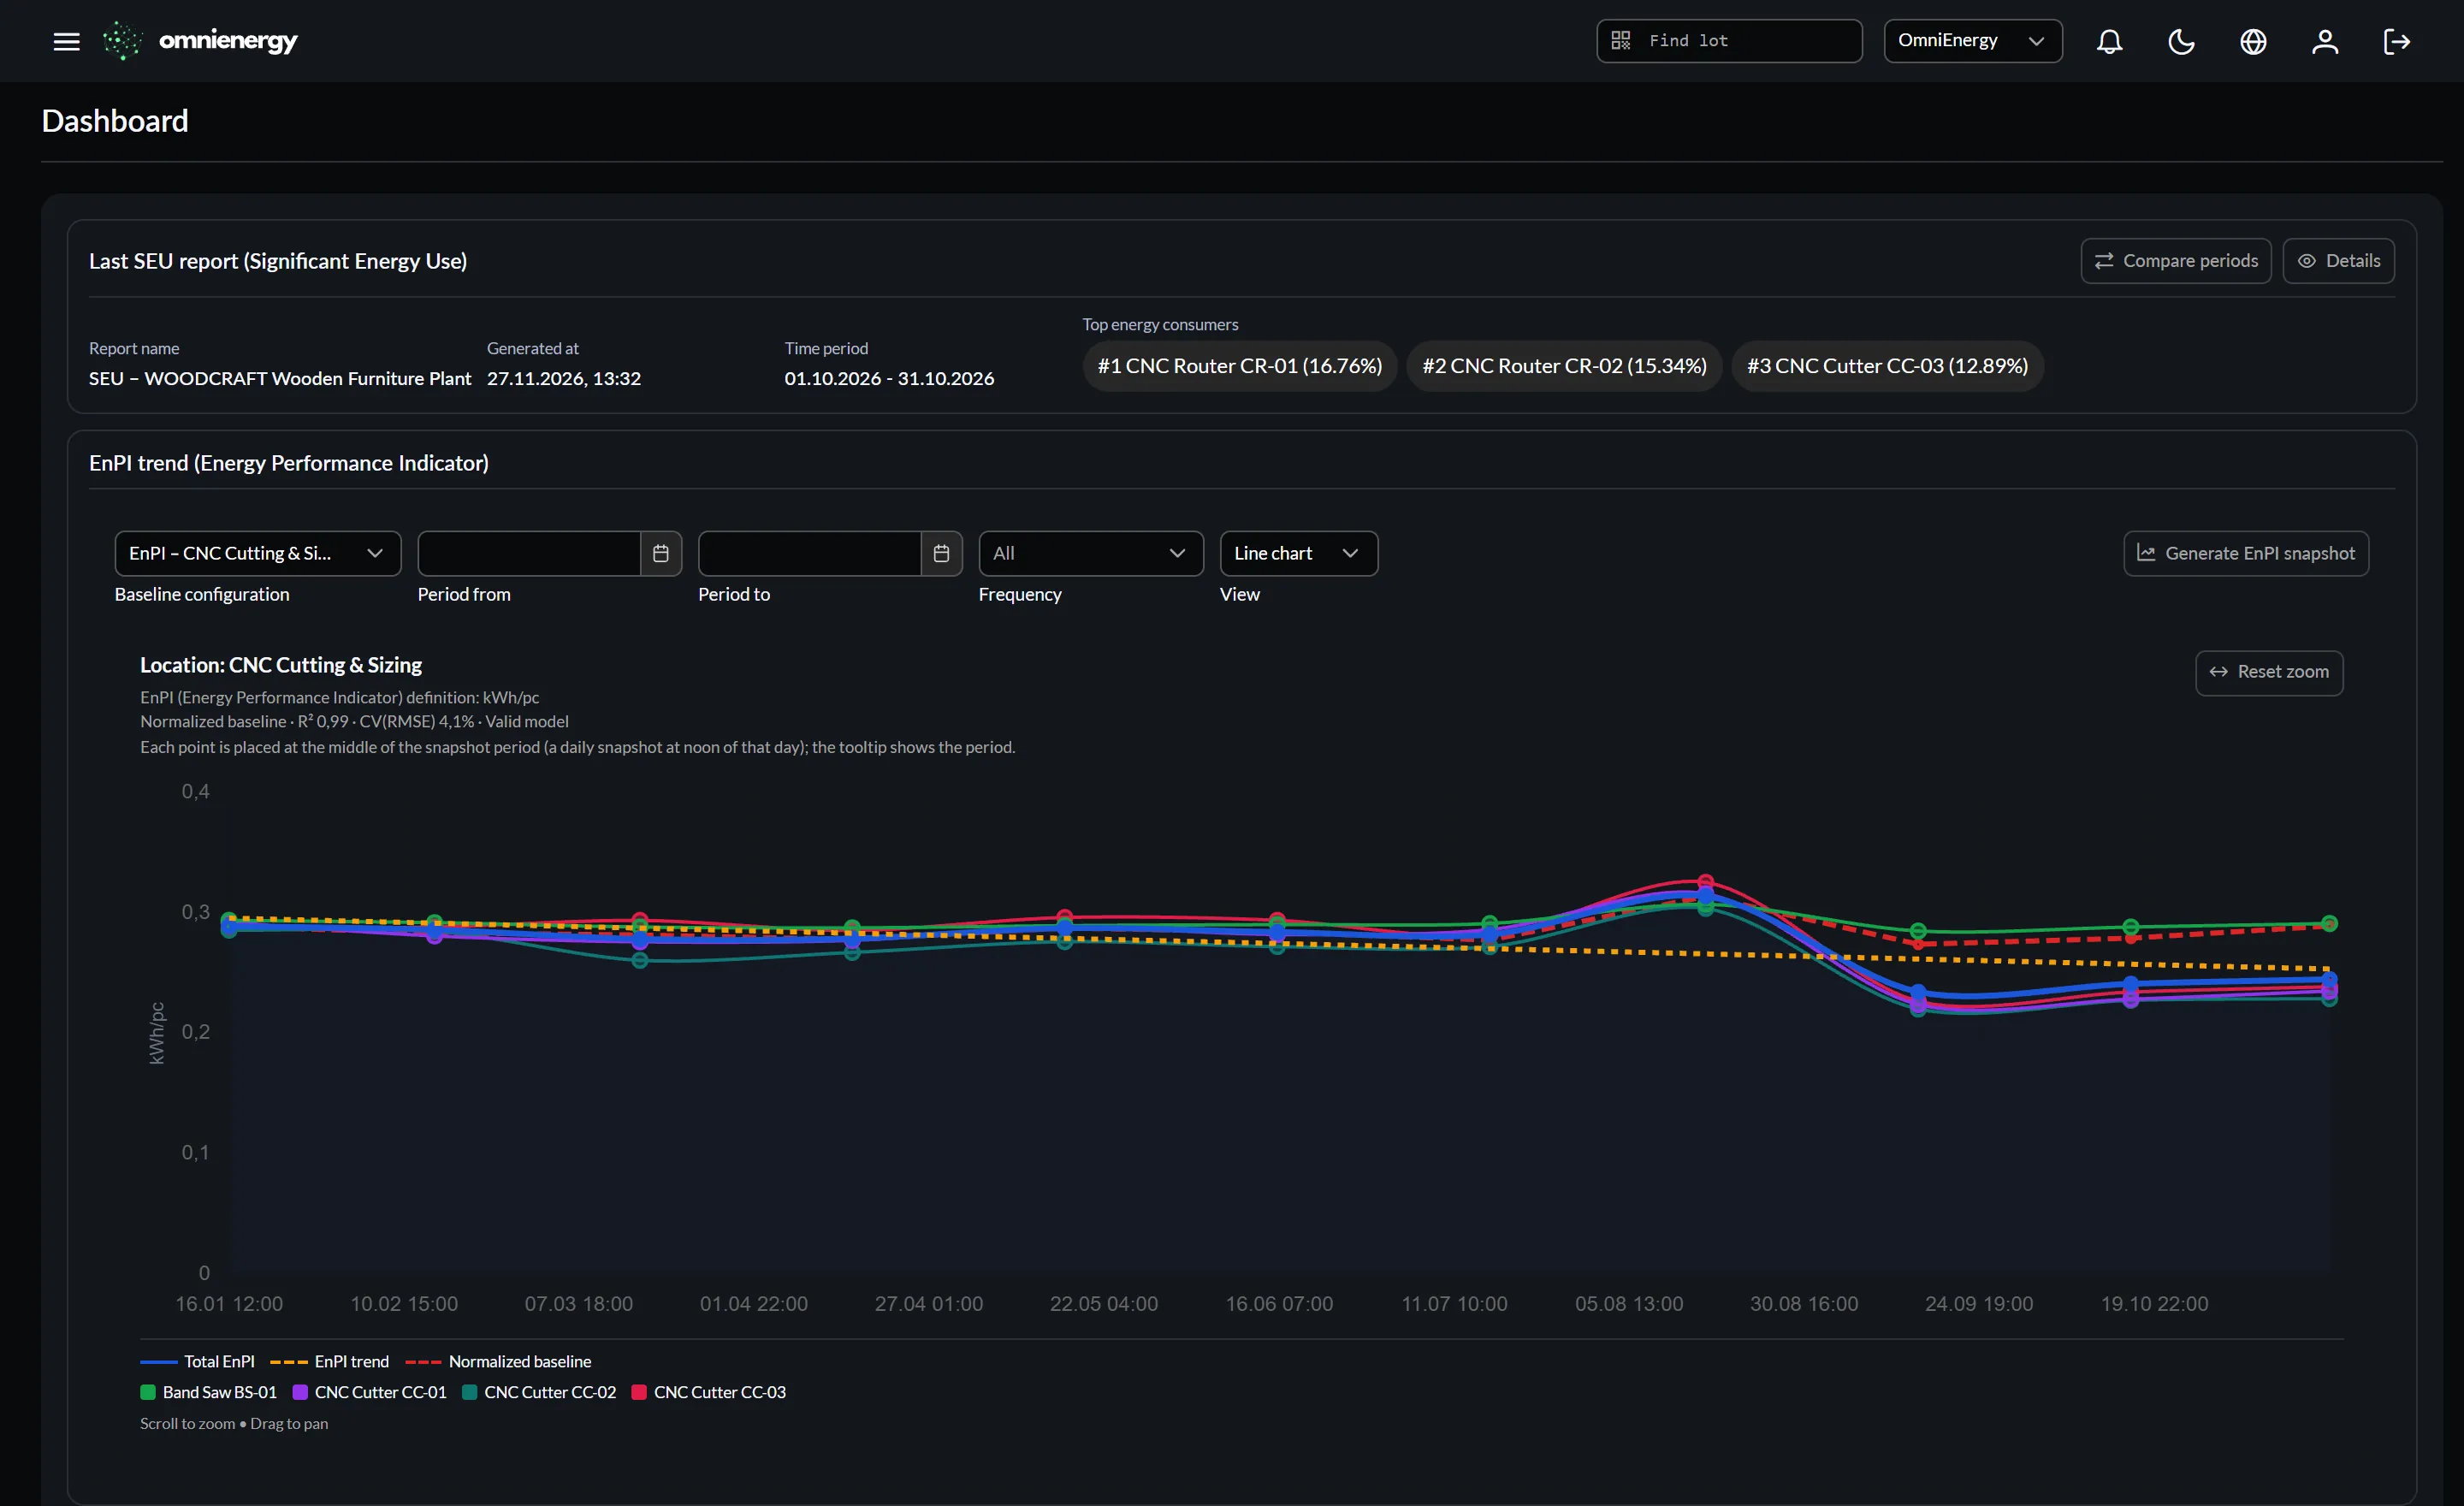 omnienergy
Find lot
OmniEnergy
Dashboard
Last SEU report (Significant Energy Use)
Compare periods
Details
Report name
SEU – WOODCRAFT Wooden Furniture Plant
Generated at
27.11.2026, 13:32
Time period
01.10.2026 - 31.10.2026
Top energy consumers
#1 CNC Router CR-01 (16.76%)
#2 CNC Router CR-02 (15.34%)
#3 CNC Cutter CC-03 (12.89%)
EnPI trend (Energy Performance Indicator)
EnPI – CNC Cutting & Si...
Baseline configuration
Period from
Period to
All
Frequency
Line chart
View
Generate EnPI snapshot
Location: CNC Cutting & Sizing
Reset zoom
EnPI (Energy Performance Indicator) definition: kWh/pc
Normalized baseline · R² 0,99 · CV(RMSE) 4,1% · Valid model
Each point is placed at the middle of the snapshot period (a daily snapshot at noon of that day); the tooltip shows the period.
0,4
0,3
0,2
0,1
0
kWh/pc
16.01 12:00
10.02 15:00
07.03 18:00
01.04 22:00
27.04 01:00
22.05 04:00
16.06 07:00
11.07 10:00
05.08 13:00
30.08 16:00
24.09 19:00
19.10 22:00
Total EnPI
EnPI trend
Normalized baseline
Band Saw BS-01
CNC Cutter CC-01
CNC Cutter CC-02
CNC Cutter CC-03
Scroll to zoom • Drag to pan